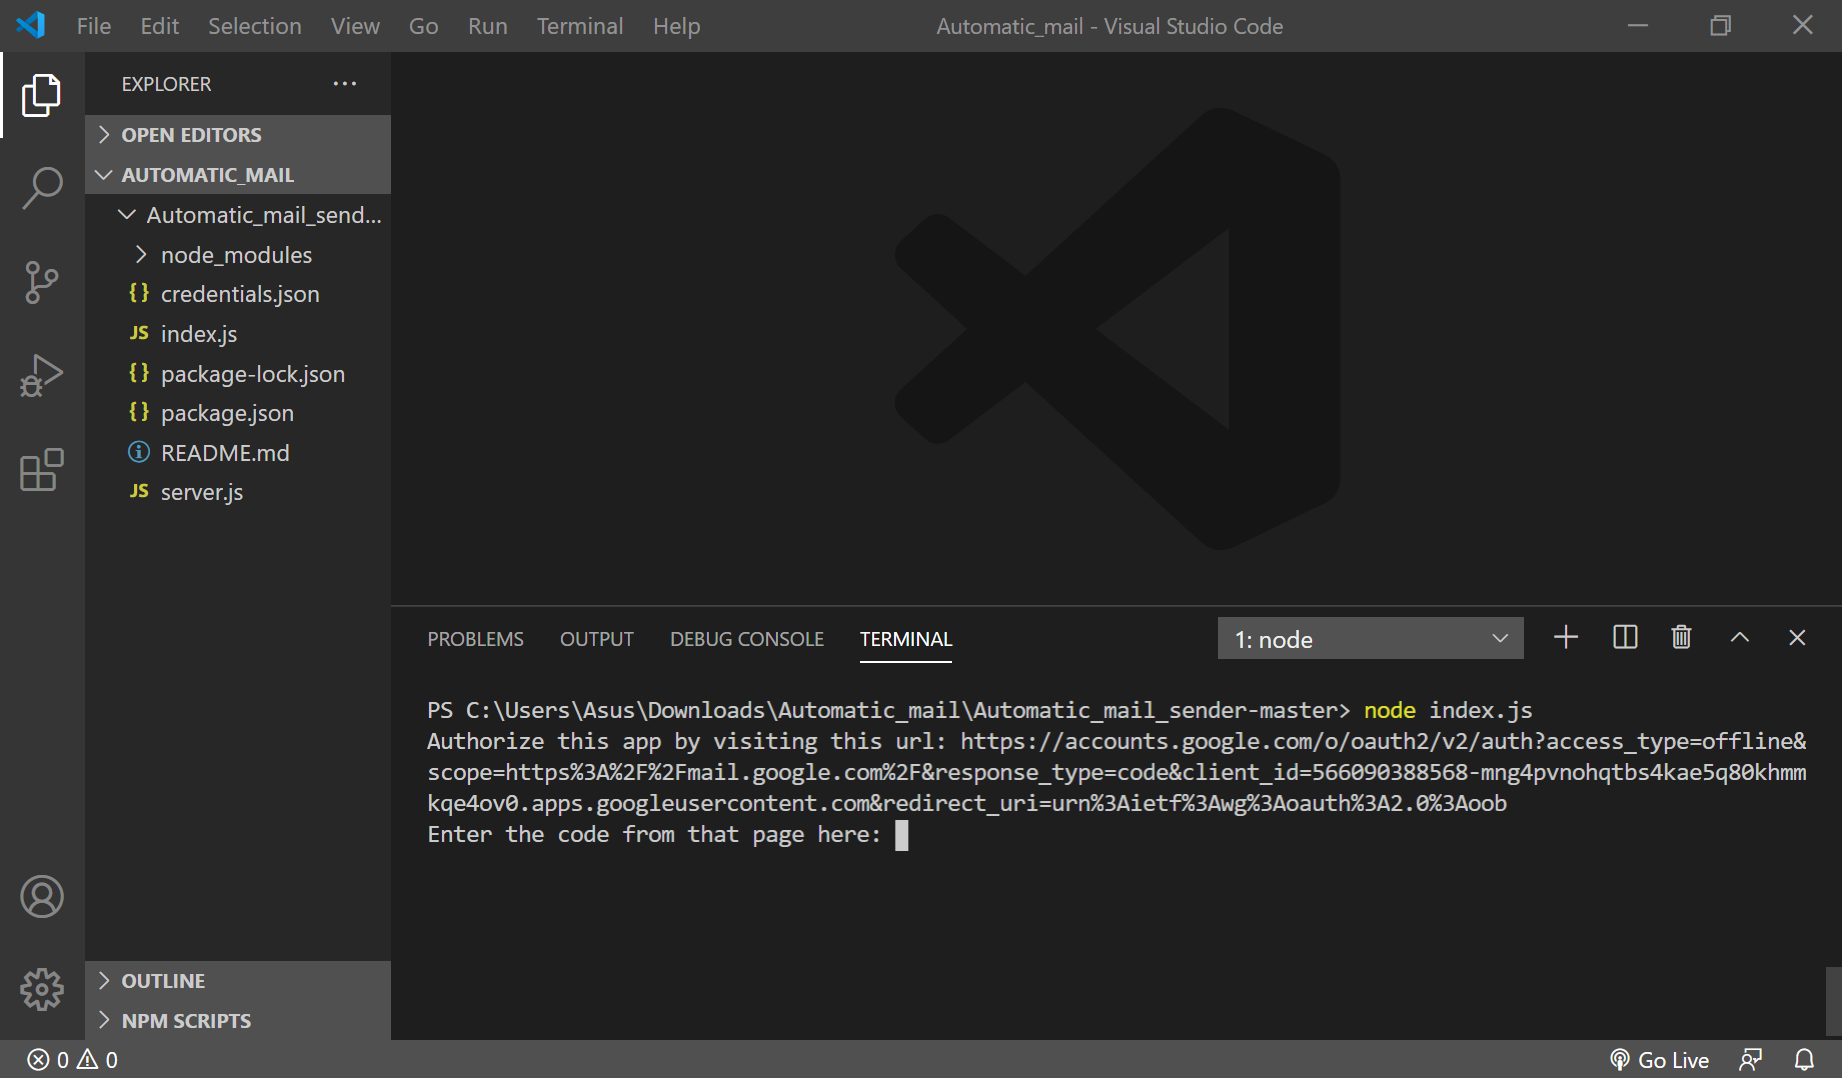 File Edit Selection View Go Run Terminal Help
Automatic_mail - Visual Studio Code
EXPLORER
OPEN EDITORS
AUTOMATIC_MAIL
Automatic_mail_send...
node_modules
{ } credentials.json
JS index.js
{ } package-lock.json
{ } package.json
README.md
JS server.js
OUTLINE
NPM SCRIPTS
PROBLEMS OUTPUT DEBUG CONSOLE TERMINAL
1: node
PS C:\Users\Asus\Downloads\Automatic_mail\Automatic_mail_sender-master> node index.js
Authorize this app by visiting this url: https://accounts.google.com/o/oauth2/v2/auth?access_type=offline&
scope=https%3A%2F%2Fmail.google.com%2F&response_type=code&client_id=566090388568-mng4pvnohqtbs4kae5q80khmm
kqe4ov0.apps.googleusercontent.com&redirect_uri=urn%3Aietf%3Awg%3Aoauth%3A2.0%3Aoob
Enter the code from that page here:
0 0
Go Live